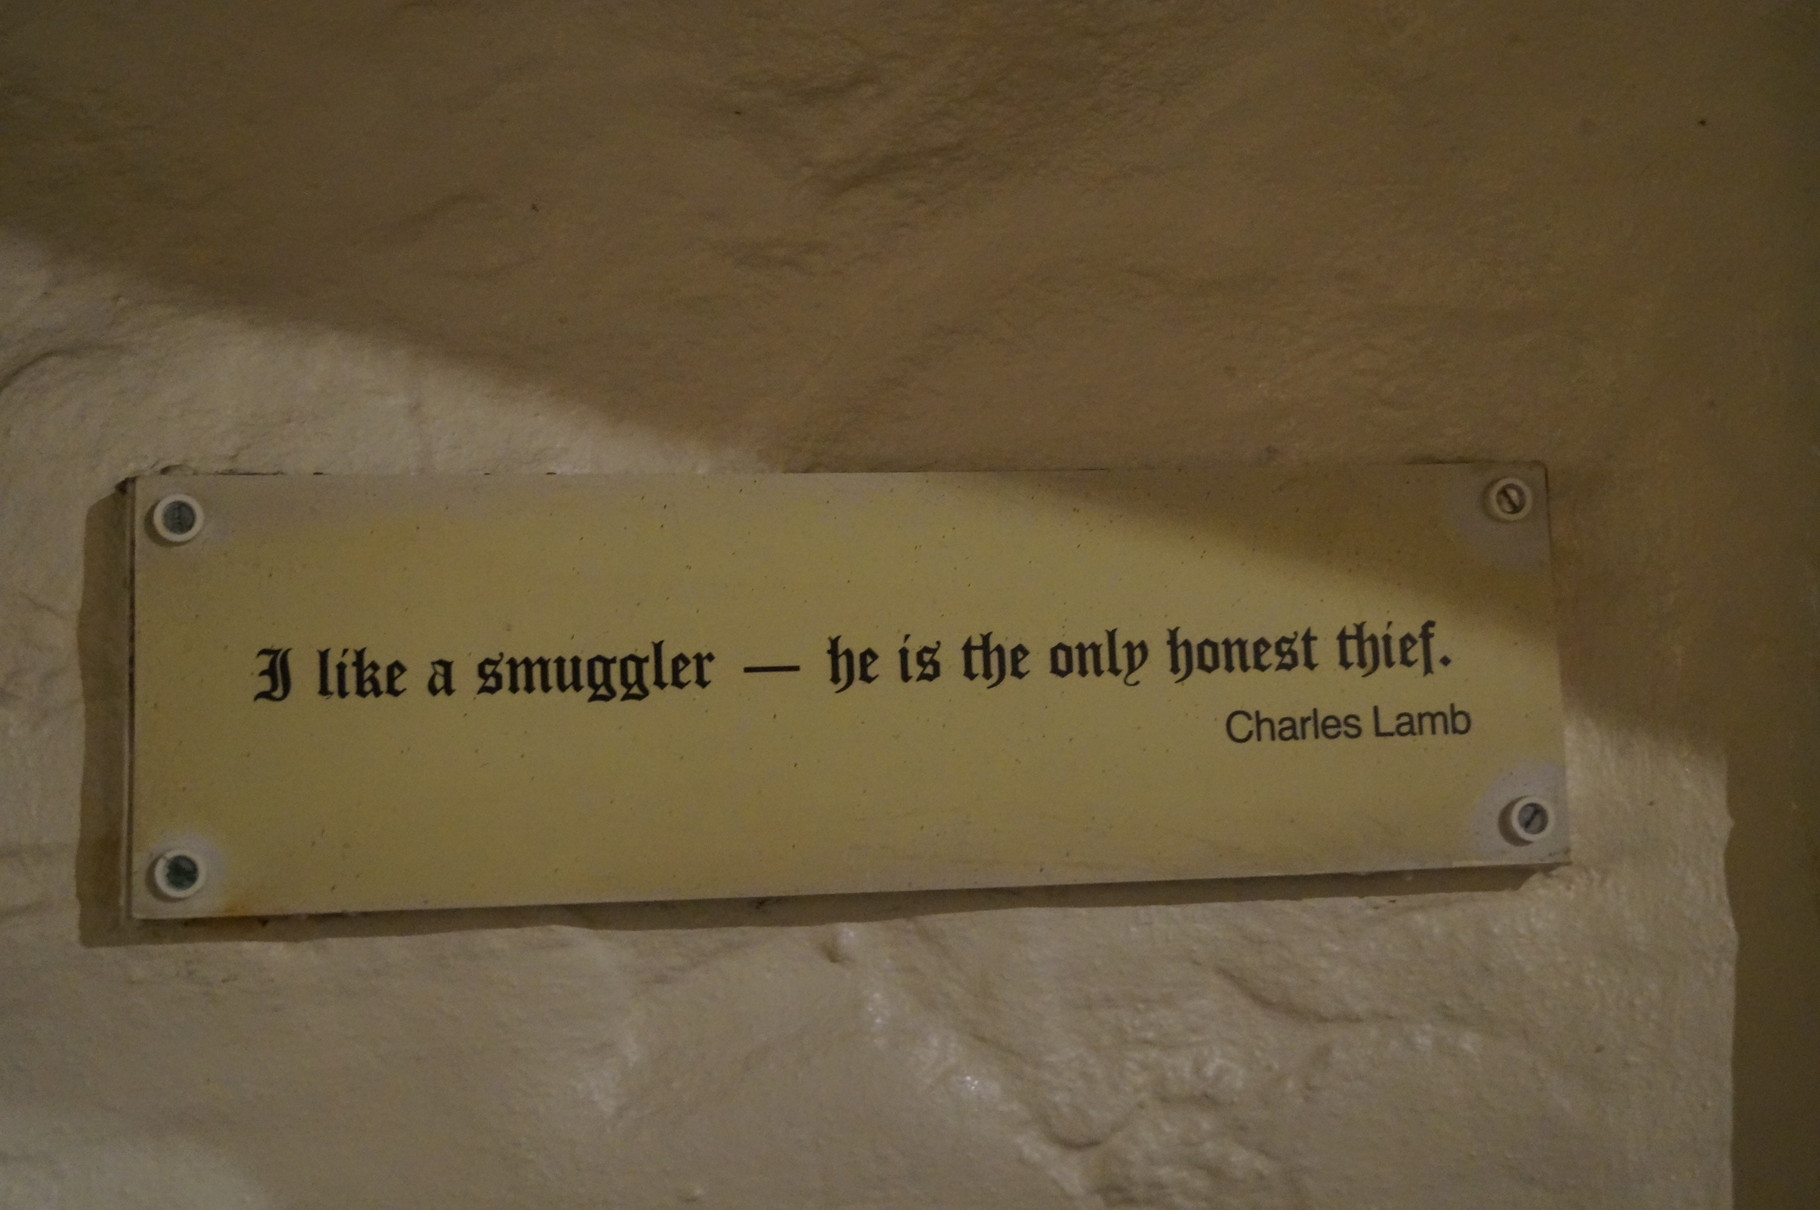 I like a smuggler — he is the only honest thief.
Charles Lamb